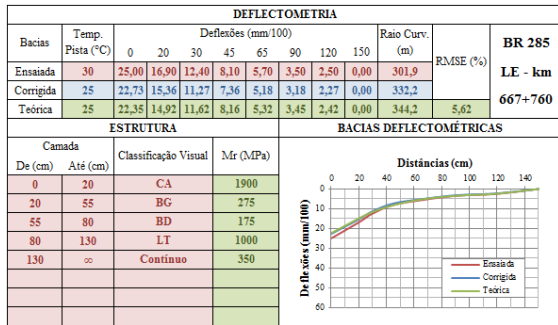 DEFLECTOMETRIA
Bacias Temp. Pista (°C) Deflexões (mm/100) Raio Curv. (m) RMSE (%) BR 285 LE - km 667+760
0 20 30 45 65 90 120 150
Ensaiada 30 25,00 16,90 12,40 8,10 5,70 3,50 2,50 0,00 301,9
Corrigida 25 22,73 15,36 11,27 7,36 5,18 3,18 2,27 0,00 332,2
Teórica 25 22,35 14,92 11,62 8,16 5,32 3,45 2,42 0,00 344,2 5,62
ESTRUTURA BACIAS DEFLECTOMÉTRICAS
Camada Classificação Visual Mr (MPa)
De (cm) Até (cm)
0 20 CA 1900
20 55 BG 275
55 80 BD 175
80 130 LT 1000
130 ∞ Contínuo 350
Distâncias (cm)
0 20 40 60 80 100 120 140
Deflexões (mm/100)
0
10
20
30
40
50
60
Ensaiada
Corrigida
Teórica